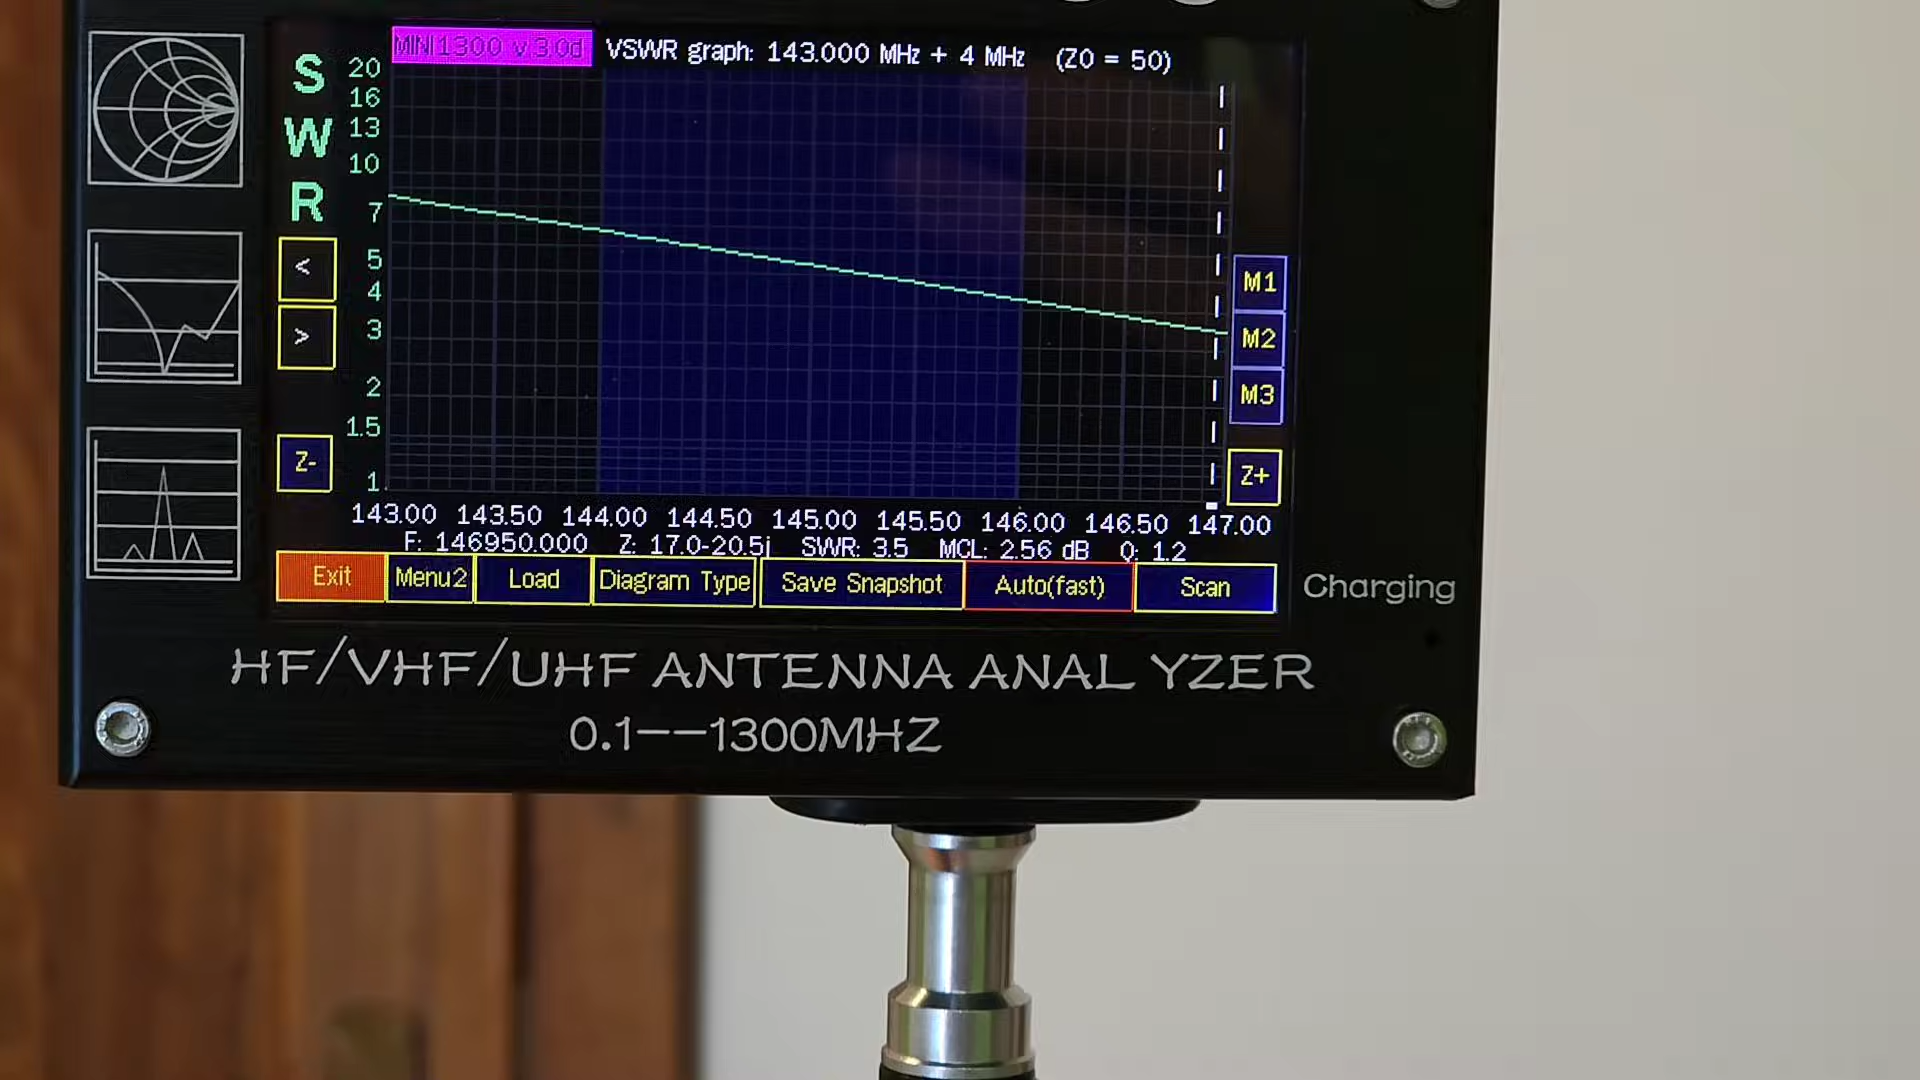 MINI1300 v.3.0d VSWR graph: 143.000 MHz + 4 MHz (Z0 = 50)
S
W
R
20
16
13
10
7
5
4
3
2
1.5
1
<
>
Z-
M1
M2
M3
Z+
143.00 143.50 144.00 144.50 145.00 145.50 146.00 146.50 147.00
F: 146950.000 Z: 17.0-20.5j SWR: 3.5 MCL: 2.56 dB Q: 1.2
Exit Menu2 Load Diagram Type Save Snapshot Auto(fast) Scan
Charging
HF/VHF/UHF ANTENNA ANALYZER
0.1--1300MHZ